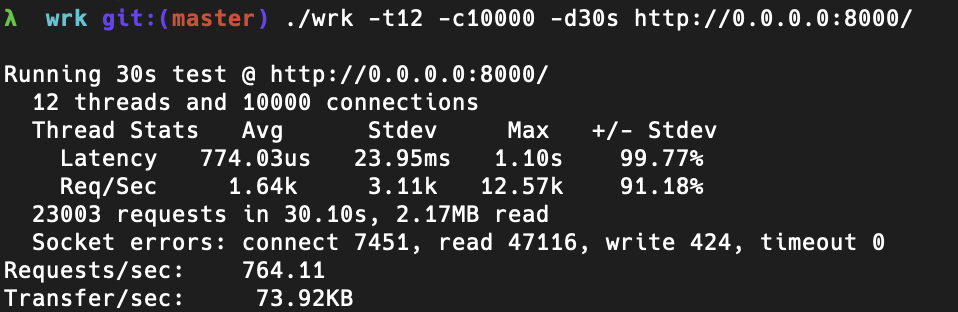 λ  wrk git:(master) ./wrk -t12 -c10000 -d30s http://0.0.0.0:8000/
Running 30s test @ http://0.0.0.0:8000/
  12 threads and 10000 connections
  Thread Stats   Avg      Stdev     Max   +/- Stdev
    Latency   774.03us   23.95ms   1.10s    99.77%
    Req/Sec     1.64k     3.11k   12.57k    91.18%
  23003 requests in 30.10s, 2.17MB read
  Socket errors: connect 7451, read 47116, write 424, timeout 0
Requests/sec:    764.11
Transfer/sec:     73.92KB